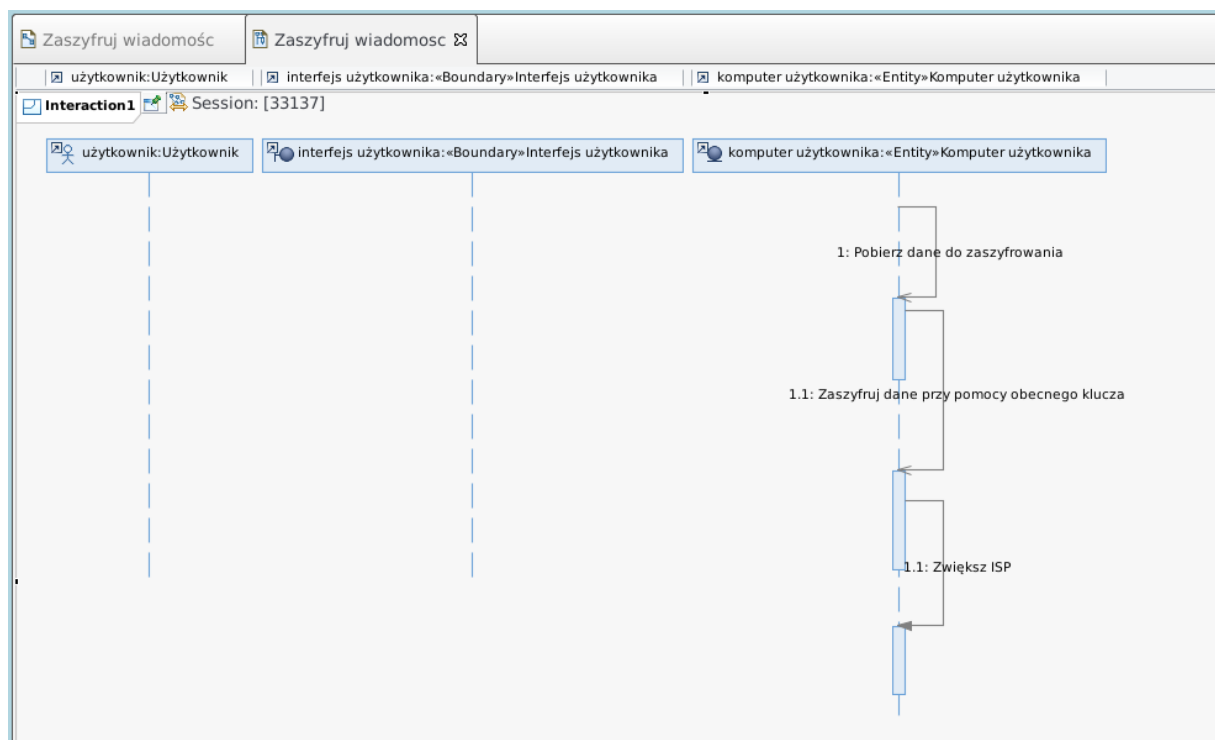 Zaszyfruj wiadomośc
Zaszyfruj wiadomosc
użytkownik:Użytkownik
interfejs użytkownika:«Boundary»Interfejs użytkownika
komputer użytkownika:«Entity»Komputer użytkownika
Interaction1
Session: [33137]
użytkownik:Użytkownik
interfejs użytkownika:«Boundary»Interfejs użytkownika
komputer użytkownika:«Entity»Komputer użytkownika
1: Pobierz dane do zaszyfrowania
1.1: Zaszyfruj dane przy pomocy obecnego klucza
1.1: Zwiększ ISP